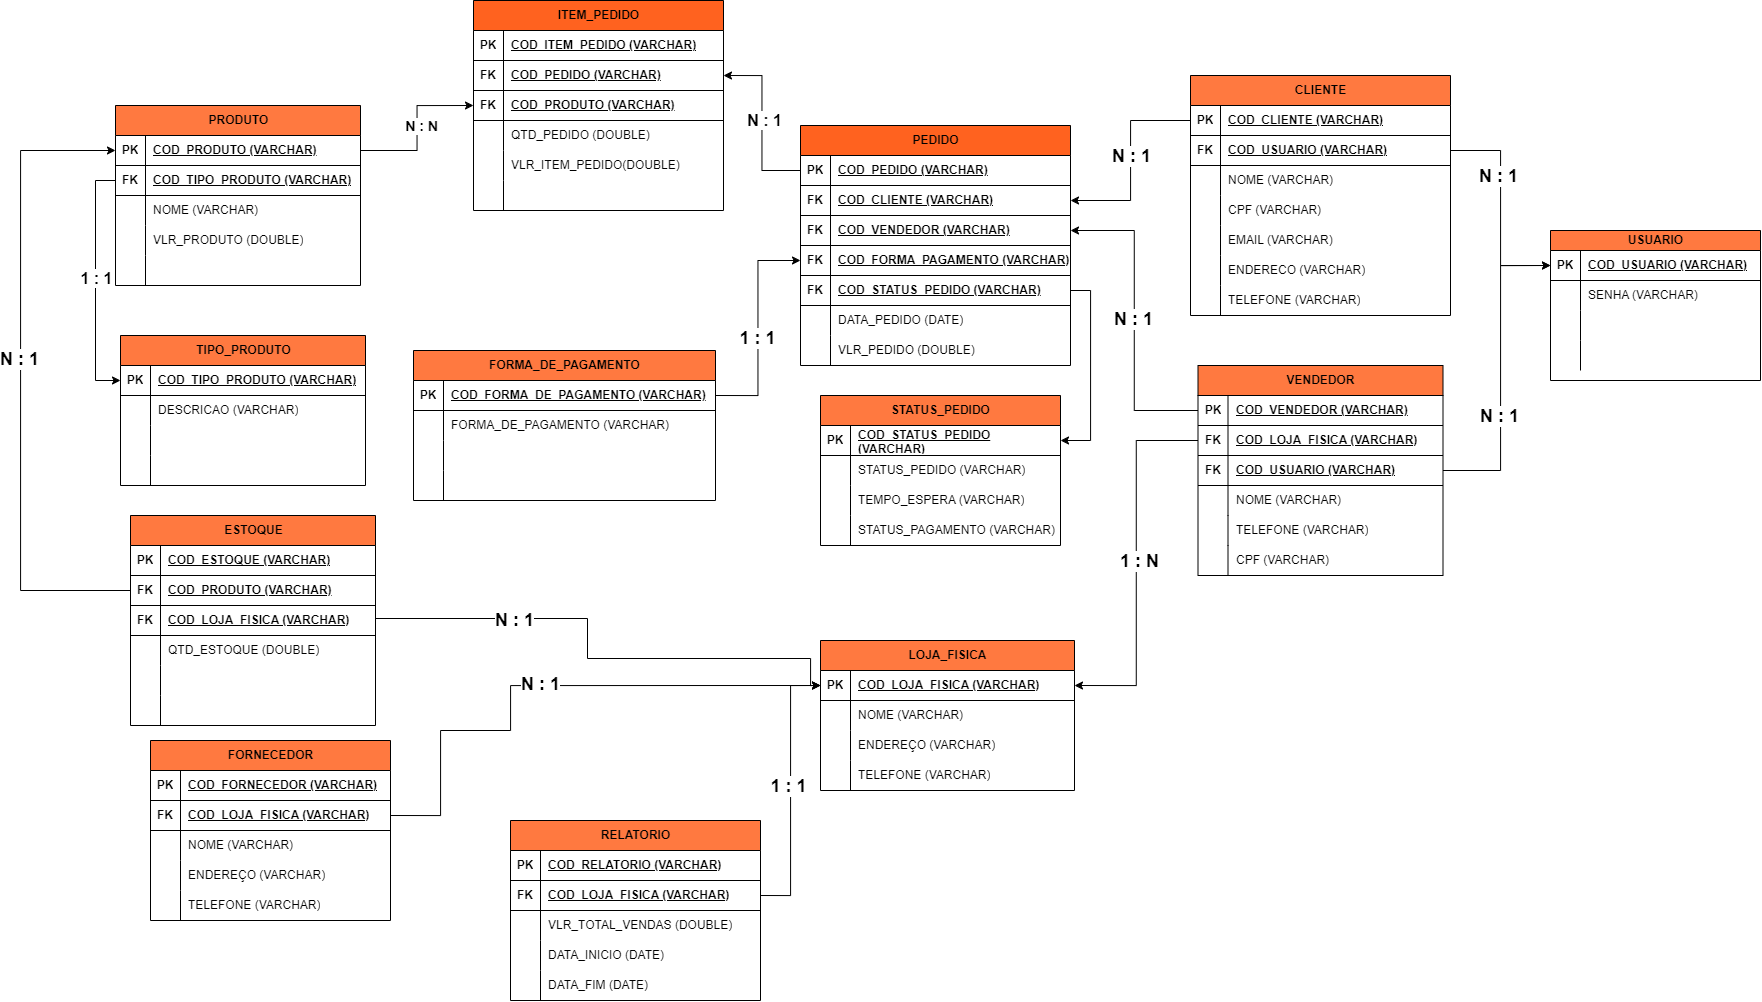 ITEM_PEDIDO
PK COD_ITEM_PEDIDO (VARCHAR)
FK COD_PEDIDO (VARCHAR)
FK COD_PRODUTO (VARCHAR)
QTD_PEDIDO (DOUBLE)
VLR_ITEM_PEDIDO(DOUBLE)
PRODUTO
PK COD_PRODUTO (VARCHAR)
FK COD_TIPO_PRODUTO (VARCHAR)
NOME (VARCHAR)
VLR_PRODUTO (DOUBLE)
N : N
N : 1
PEDIDO
PK COD_PEDIDO (VARCHAR)
FK COD_CLIENTE (VARCHAR)
FK COD_VENDEDOR (VARCHAR)
FK COD_FORMA_PAGAMENTO (VARCHAR)
FK COD_STATUS_PEDIDO (VARCHAR)
DATA_PEDIDO (DATE)
VLR_PEDIDO (DOUBLE)
N : 1
CLIENTE
PK COD_CLIENTE (VARCHAR)
FK COD_USUARIO (VARCHAR)
NOME (VARCHAR)
CPF (VARCHAR)
EMAIL (VARCHAR)
ENDERECO (VARCHAR)
TELEFONE (VARCHAR)
N : 1
USUARIO
PK COD_USUARIO (VARCHAR)
SENHA (VARCHAR)
1 : 1
N : 1
TIPO_PRODUTO
PK COD_TIPO_PRODUTO (VARCHAR)
DESCRICAO (VARCHAR)
FORMA_DE_PAGAMENTO
PK COD_FORMA_DE_PAGAMENTO (VARCHAR)
FORMA_DE_PAGAMENTO (VARCHAR)
1 : 1
STATUS_PEDIDO
PK COD_STATUS_PEDIDO
(VARCHAR)
STATUS_PEDIDO (VARCHAR)
TEMPO_ESPERA (VARCHAR)
STATUS_PAGAMENTO (VARCHAR)
N : 1
VENDEDOR
PK COD_VENDEDOR (VARCHAR)
FK COD_LOJA_FISICA (VARCHAR)
FK COD_USUARIO (VARCHAR)
NOME (VARCHAR)
TELEFONE (VARCHAR)
CPF (VARCHAR)
N : 1
1 : N
ESTOQUE
PK COD_ESTOQUE (VARCHAR)
FK COD_PRODUTO (VARCHAR)
FK COD_LOJA_FISICA (VARCHAR)
QTD_ESTOQUE (DOUBLE)
N : 1
LOJA_FISICA
PK COD_LOJA_FISICA (VARCHAR)
NOME (VARCHAR)
ENDEREÇO (VARCHAR)
TELEFONE (VARCHAR)
N : 1
FORNECEDOR
PK COD_FORNECEDOR (VARCHAR)
FK COD_LOJA_FISICA (VARCHAR)
NOME (VARCHAR)
ENDEREÇO (VARCHAR)
TELEFONE (VARCHAR)
1 : 1
RELATORIO
PK COD_RELATORIO (VARCHAR)
FK COD_LOJA_FISICA (VARCHAR)
VLR_TOTAL_VENDAS (DOUBLE)
DATA_INICIO (DATE)
DATA_FIM (DATE)